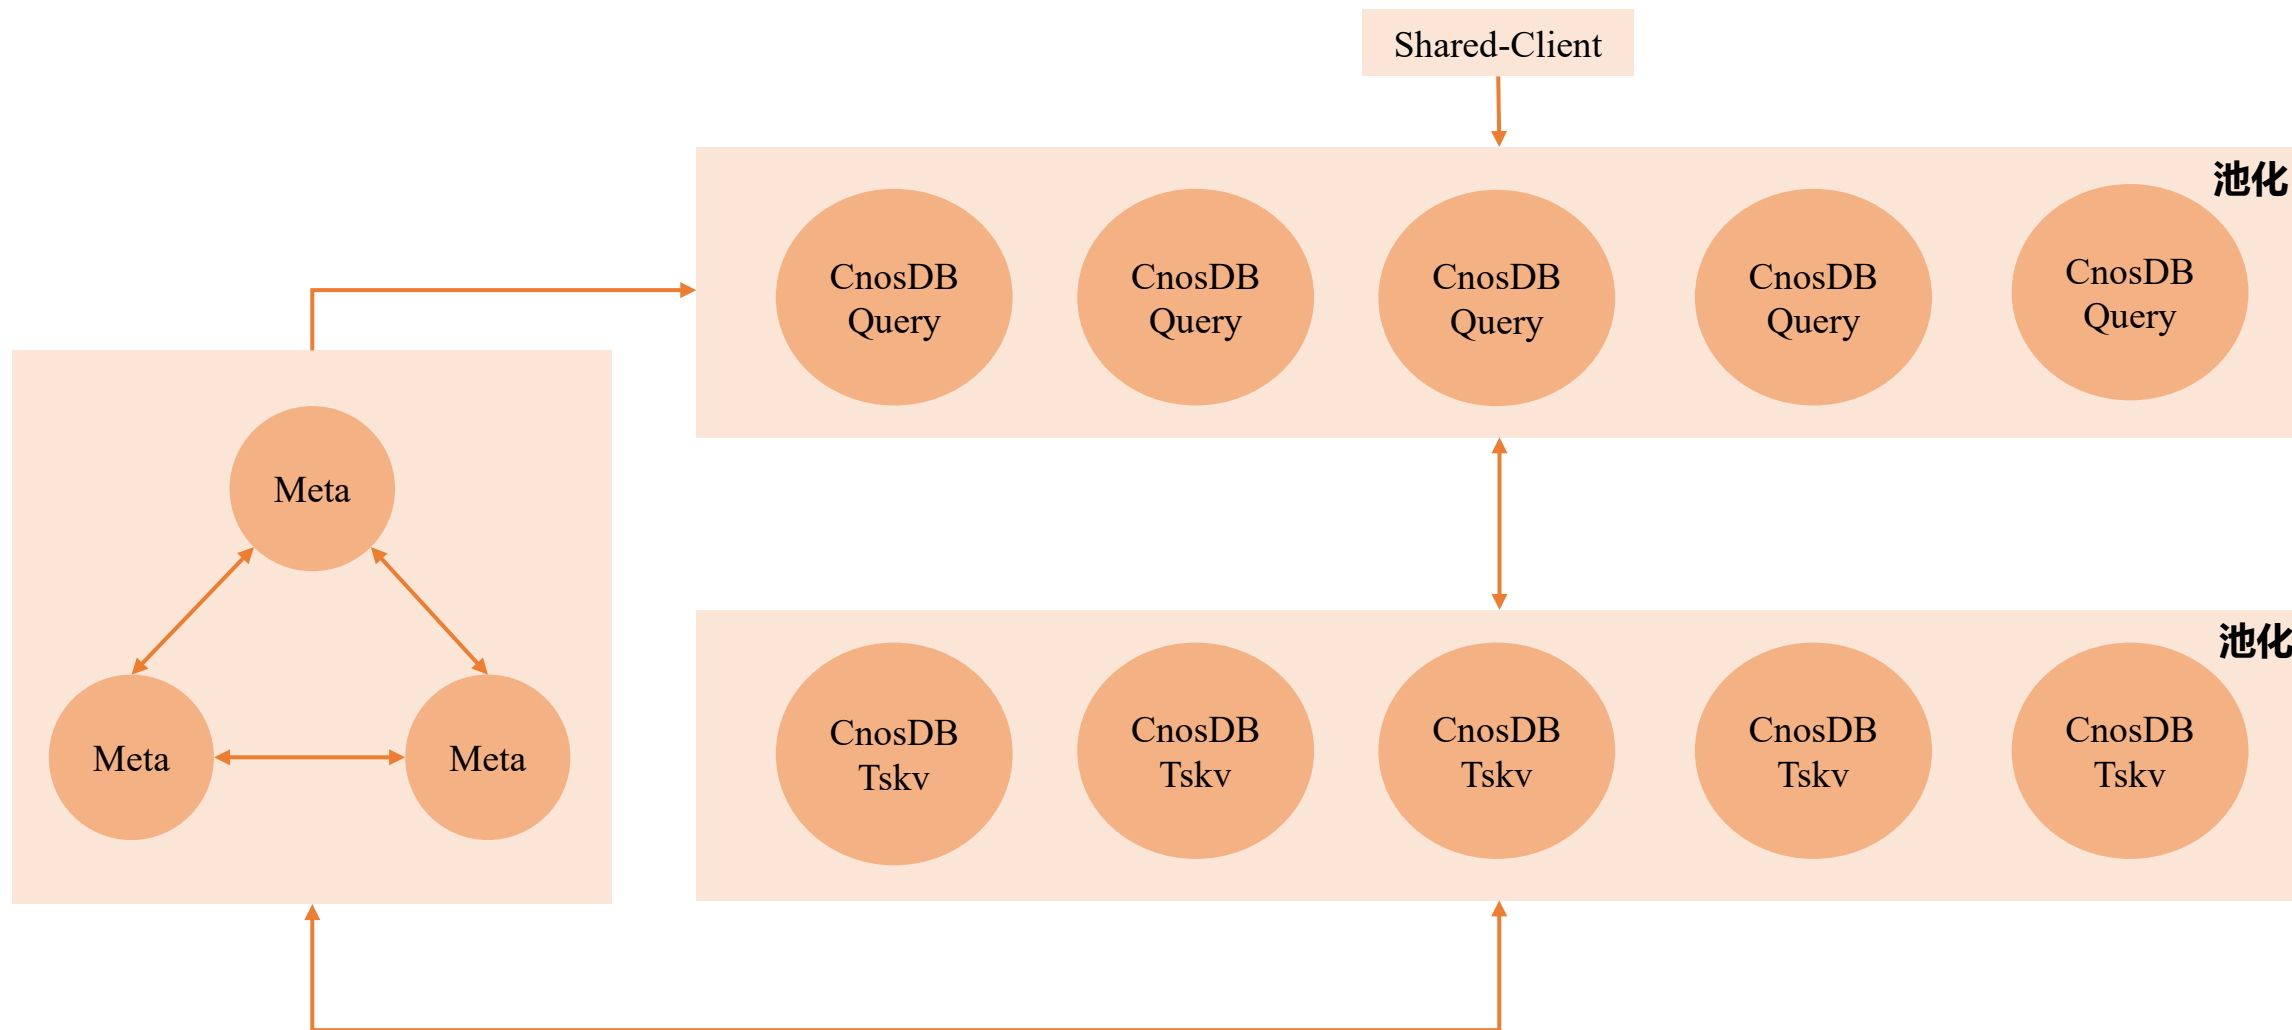 Shared-Client
池化
CnosDB
Query
CnosDB
Query
CnosDB
Query
CnosDB
Query
CnosDB
Query
Meta
Meta
Meta
池化
CnosDB
Tskv
CnosDB
Tskv
CnosDB
Tskv
CnosDB
Tskv
CnosDB
Tskv